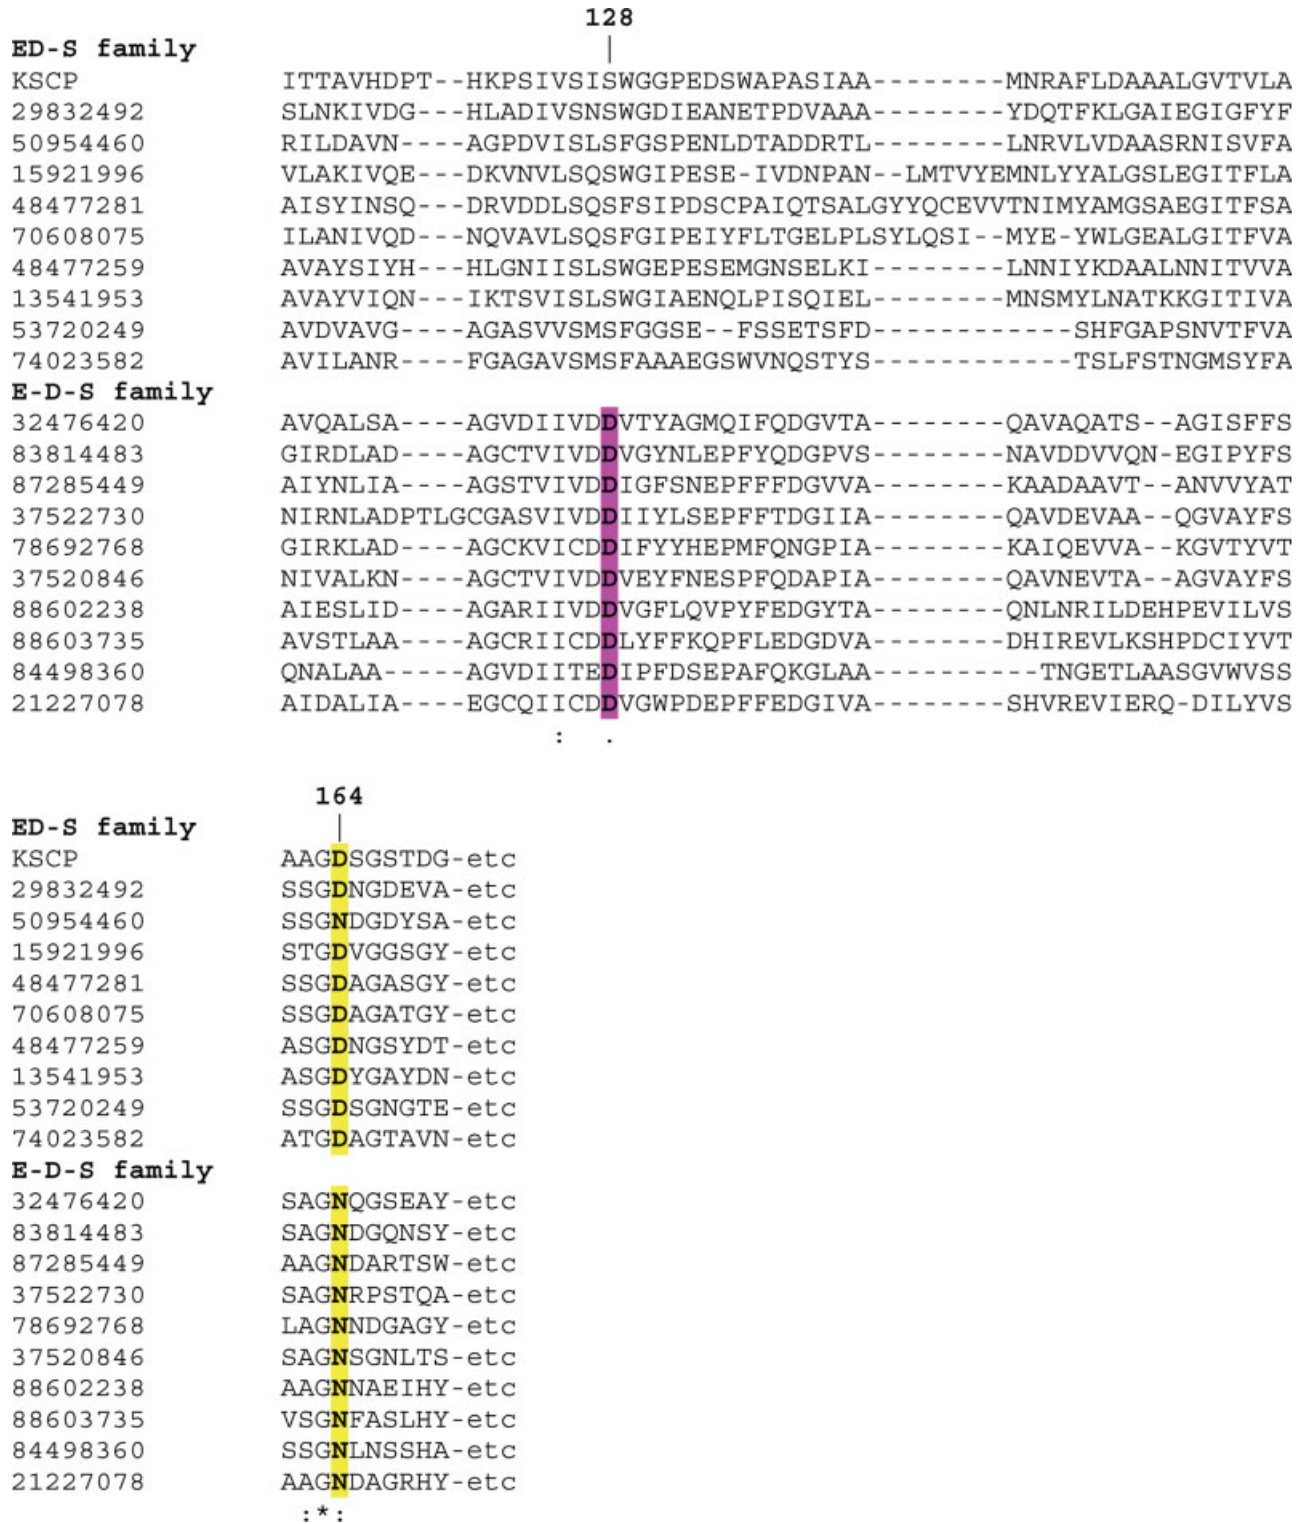 128
|
ED-S family
KSCP ITTAVHDPT--HKPSIVSISWGGPEDSWAPASIAA--------MNRAFLDAAALGVTVLA
29832492 SLNKIVDG---HLADIVSNSWGDIEANETPDVAAA--------YDQTFKLGAIEGIGFYF
50954460 RILDAVN----AGPDVISLSFGSPENLDTADDRTL--------LNRVLVDAASRNISVFA
15921996 VLAKIVQE---DKVNVLSQSWGIPESE-IVDNPAN--LMTVYEMNLYYALGSLEGITFLA
48477281 AISYINSQ---DRVDDLSQSFSIPDSCPAIQTSALGYYQCEVVTNIMYAMGSAEGITFSA
70608075 ILANIVQD---NQVAVLSQSFGIPEIYFLTGELPLSYLQSI--MYE-YWLGEALGITFVA
48477259 AVAYSIYH---HLGNIISLSWGEPESEMGNSELKI--------LNNIYKDAALNNITVVA
13541953 AVAYVIQN---IKTSVISLSWGIAENQLPISQIEL--------MNSMYLNATKKGITIVA
53720249 AVDVAVG----AGASVVSMSFGGSE--FSSETSFD------------SHFGAPSNVTFVA
74023582 AVILANR----FGAGAVSMSFAAAEGSWVNQSTYS------------TSLFSTNGMSYFA
E-D-S family
32476420 AVQALSA----AGVDIIVDDVTYAGMQIFQDGVTA--------QAVAQATS--AGISFFS
83814483 GIRDLAD----AGCTVIVDDVGYNLEPFYQDGPVS--------NAVDDVVQN-EGIPYFS
87285449 AIYNLIA----AGSTVIVDDIGFSNEPFFFDGVVA--------KAADAAVT--ANVVYAT
37522730 NIRNLADPTLGCGASVIVDDIIYLSEPFFTDGIIA--------QAVDEVAA--QGVAYFS
78692768 GIRKLAD----AGCKVICDDIFYYHEPMFQNGPIA--------KAIQEVVA--KGVTYVT
37520846 NIVALKN----AGCTVIVDDVEYFNESPFQDAPIA--------QAVNEVTA--AGVAYFS
88602238 AIESLID----AGARIIVDDVGFLQVPYFEDGYTA--------QNLNRILDEHPEVILVS
88603735 AVSTLAA----AGCRIICDDLYFFKQPFLEDGDVA--------DHIREVLKSHPDCIYVT
84498360 QNALAA-----AGVDIITEDIPFDSEPAFQKGLAA----------TNGETLAASGVWVSS
21227078 AIDALIA----EGCQIICDDVGWPDEPFFEDGIVA--------SHVREVIERQ-DILYVS
: .
164
|
ED-S family
KSCP AAGDSGSTDG-etc
29832492 SSGDNGDEVA-etc
50954460 SSGNDGDYSA-etc
15921996 STGDVGGSGY-etc
48477281 SSGDAGASGY-etc
70608075 SSGDAGATGY-etc
48477259 ASGDNGSYDT-etc
13541953 ASGDYGAYDN-etc
53720249 SSGDSGNGTE-etc
74023582 ATGDAGTAVN-etc
E-D-S family
32476420 SAGNQGSEAY-etc
83814483 SAGNDGQNSY-etc
87285449 AAGNDARTSW-etc
37522730 SAGNRPSTQA-etc
78692768 LAGNNDGAGY-etc
37520846 SAGNSGNLTS-etc
88602238 AAGNNAEIHY-etc
88603735 VSGNFASLHY-etc
84498360 SSGNLNSSHA-etc
21227078 AAGNDAGRHY-etc
:*: